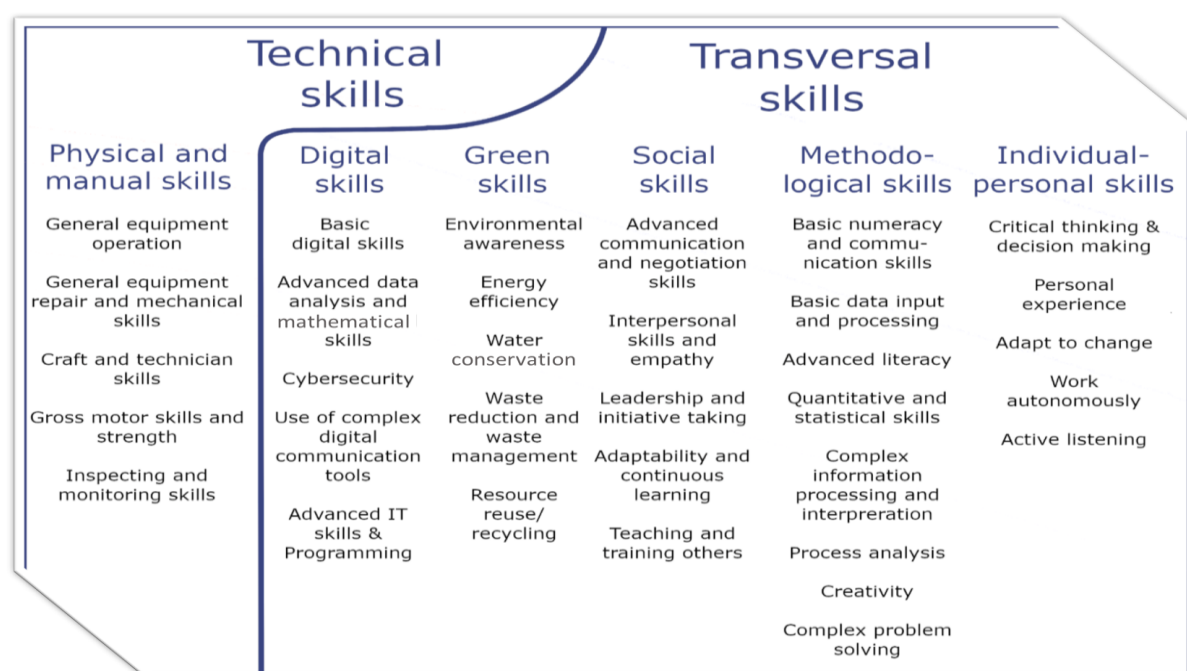 Technical
skills
Transversal
skills
Physical and
manual skills
General equipment
operation
General equipment
repair and mechanical
skills
Craft and technician
skills
Gross motor skills and
strength
Inspecting and
monitoring skills
Digital
skills
Basic
digital skills
Advanced data
analysis and
mathematical
skills
Cybersecurity
Use of complex
digital
communication
tools
Advanced IT
skills &
Programming
Green
skills
Environmental
awareness
Energy
efficiency
Water
conservation
Waste
reduction and
waste
management
Resource
reuse/
recycling
Social
skills
Advanced
communication
and negotiation
skills
Interpersonal
skills and
empathy
Leadership and
initiative taking
Adaptability and
continuous
learning
Teaching and
training others
Methodo-
logical skills
Basic numeracy
and commu-
nication skills
Basic data input
and processing
Advanced literacy
Quantitative and
statistical skills
Complex
information
processing and
interpreration
Process analysis
Creativity
Complex problem
solving
Individual-
personal skills
Critical thinking &
decision making
Personal
experience
Adapt to change
Work
autonomously
Active listening